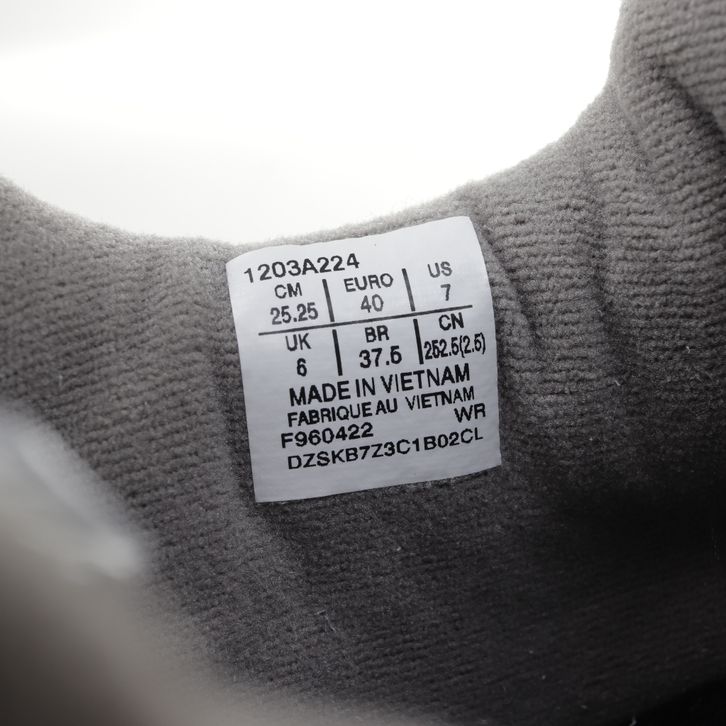 1203A224
CM EURO US
25.25 40 7
UK BR CN
6 37.5 252.5(2.5)
MADE IN VIETNAM
FABRIQUE AU VIETNAM
F960422 WR
DZSKB7Z3C1B02CL